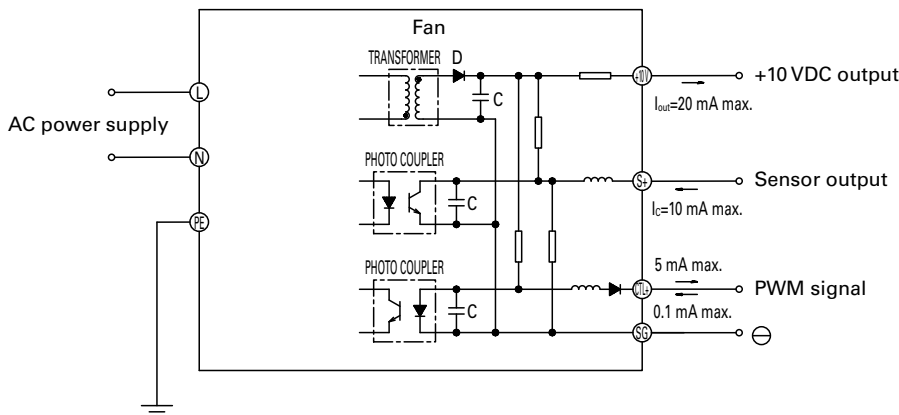 Fan
TRANSFORMER D
+10V
+10 VDC output
C
Iout=20 mA max.
L
AC power supply
N
PHOTO COUPLER
S+
Sensor output
C
Ic=10 mA max.
PE
PHOTO COUPLER
5 mA max.
CTL+
PWM signal
C
0.1 mA max.
SG
⊖